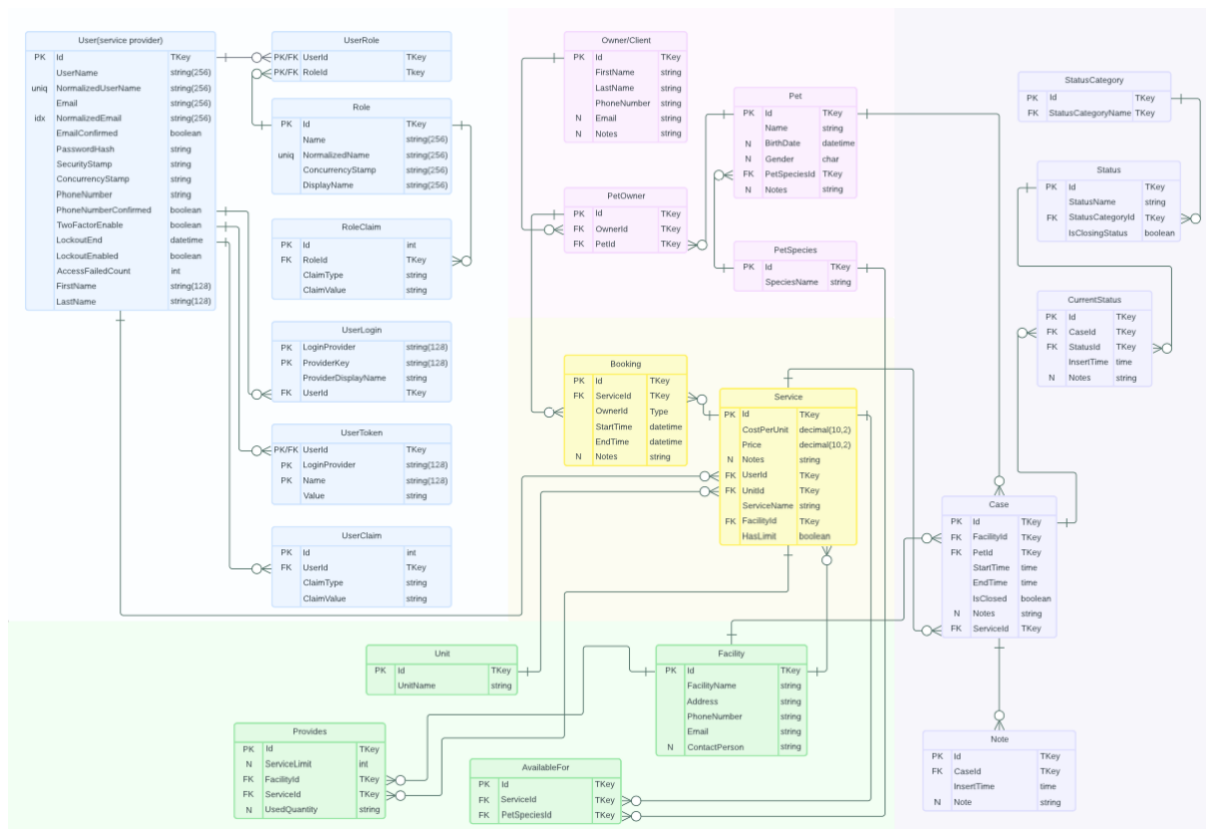 User(service provider)
PK Id TKey
UserName string(256)
uniq NormalizedUserName string(256)
Email string(256)
idx NormalizedEmail string(256)
EmailConfirmed boolean
PasswordHash string
SecurityStamp string
ConcurrencyStamp string
PhoneNumber string
PhoneNumberConfirmed boolean
TwoFactorEnable boolean
LockoutEnd datetime
LockoutEnabled boolean
AccessFailedCount int
FirstName string(128)
LastName string(128)
UserRole
PK/FK UserId TKey
PK/FK RoleId Tkey
Role
PK Id TKey
Name string(256)
uniq NormalizedName string(256)
ConcurrencyStamp string(256)
DisplayName string(256)
RoleClaim
PK Id int
FK RoleId TKey
ClaimType string
ClaimValue string
UserLogin
PK LoginProvider string(128)
PK ProviderKey string(128)
ProviderDisplayName string
FK UserId TKey
UserToken
PK/FK UserId TKey
PK LoginProvider string(128)
PK Name string(128)
Value string
UserClaim
PK Id int
FK UserId TKey
ClaimType string
ClaimValue string
Owner/Client
PK Id TKey
FirstName string
LastName string
PhoneNumber string
N Email string
N Notes string
Pet
PK Id TKey
Name string
N BirthDate datetime
N Gender char
FK PetSpeciesId TKey
N Notes string
PetOwner
PK Id TKey
FK OwnerId TKey
FK PetId TKey
PetSpecies
PK Id TKey
SpeciesName string
Booking
PK Id TKey
FK ServiceId TKey
OwnerId Type
StartTime datetime
EndTime datetime
N Notes string
Service
PK Id TKey
CostPerUnit decimal(10,2)
Price decimal(10,2)
N Notes string
FK UserId TKey
FK UnitId TKey
ServiceName string
FK FacilityId TKey
HasLimit boolean
StatusCategory
PK Id TKey
FK StatusCategoryName TKey
Status
PK Id TKey
StatusName string
FK StatusCategoryId TKey
IsClosingStatus boolean
CurrentStatus
PK Id TKey
FK CaseId TKey
FK StatusId TKey
InsertTime time
N Notes string
Case
PK Id TKey
FK FacilityId TKey
FK PetId TKey
StartTime time
EndTime time
IsClosed boolean
N Notes string
FK ServiceId TKey
Note
PK Id TKey
FK CaseId TKey
InsertTime time
N Note string
Unit
PK Id TKey
UnitName string
Facility
PK Id TKey
FacilityName string
Address string
PhoneNumber string
Email string
N ContactPerson string
Provides
PK Id TKey
N ServiceLimit int
FK FacilityId TKey
FK ServiceId TKey
N UsedQuantity string
AvailableFor
PK Id TKey
FK ServiceId TKey
FK PetSpeciesId TKey